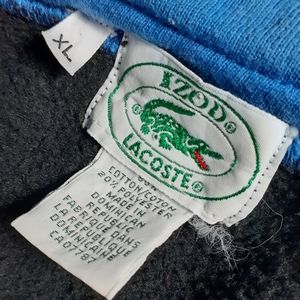 XL
IZOD®
LACOSTE®
COTTON/COTON
20% POLYESTER
MADE IN
DOMINICAN
REPUBLIC
FABRIQUE DANS
LA REPUBLIQUE
DOMINICAINE
CA07787